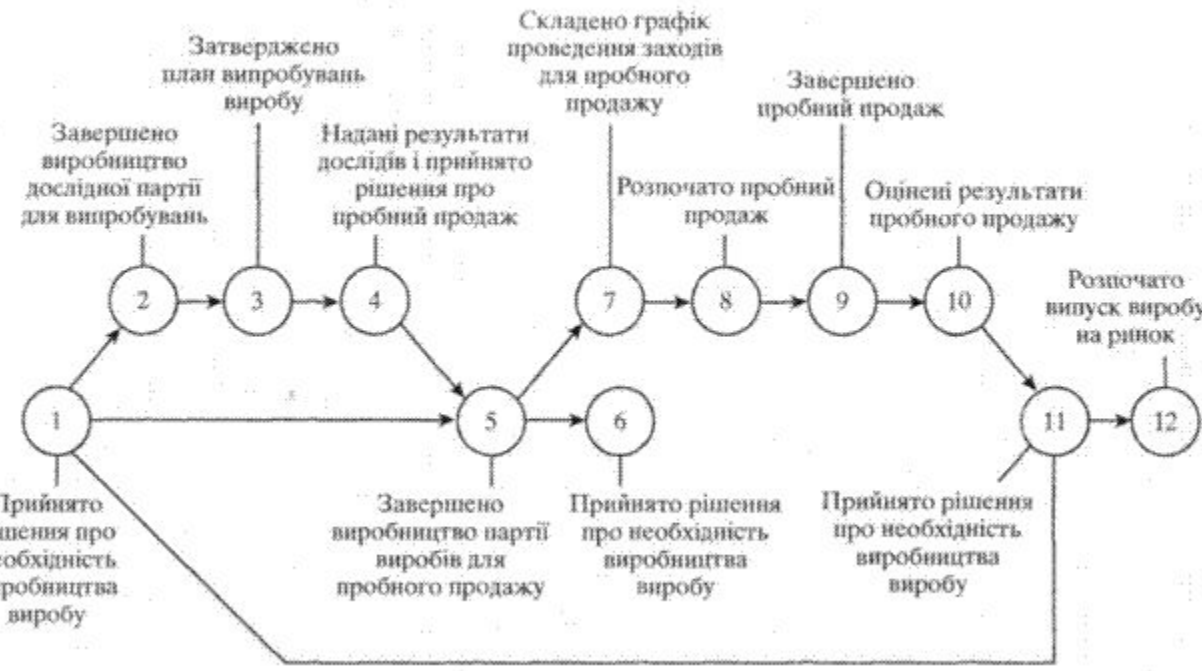 Складено графік
проведення заходів
для пробного
продажу
Затверджено
план випробувань
виробу
Завершено
пробний продаж
Завершено
виробництво
дослідної партії
для випробувань
Надані результати
дослідів і прийнято
рішення про
пробний продаж
Розпочато пробний
продаж
Оцінені результати
пробного продажу
Розпочато
випуск виробу
на ринок
2
3
4
7
8
9
10
1
5
6
11
12
Прийнято
ішення про
еобхідність
робництва
виробу
Завершено
виробництво партії
виробів для
пробного продажу
Прийнято рішення
про необхідність
виробництва
виробу
Прийнято рішення
про необхідність
виробництва
виробу